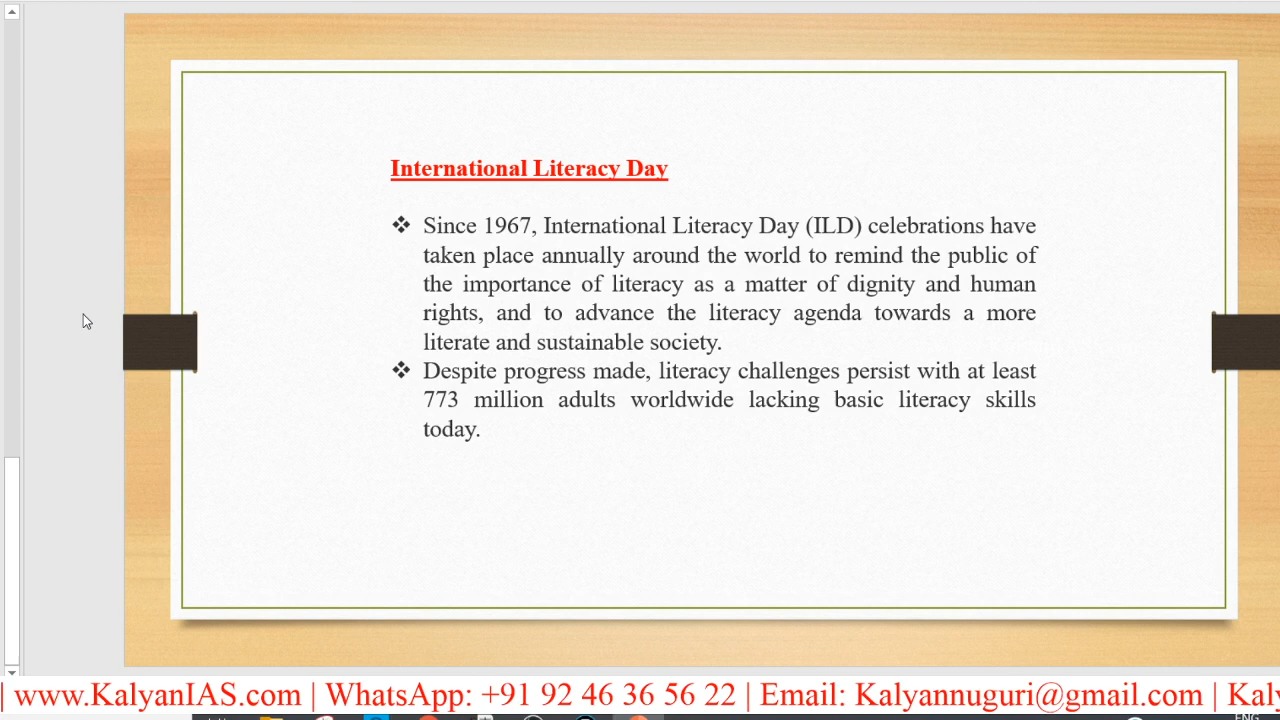 International Literacy Day
❖ Since 1967, International Literacy Day (ILD) celebrations have
taken place annually around the world to remind the public of
the importance of literacy as a matter of dignity and human
rights, and to advance the literacy agenda towards a more
literate and sustainable society.
❖ Despite progress made, literacy challenges persist with at least
773 million adults worldwide lacking basic literacy skills
today.
| www.KalyanIAS.com | WhatsApp: +91 92 46 36 56 22 | Email: Kalyannuguri@gmail.com | Kaly
ENG